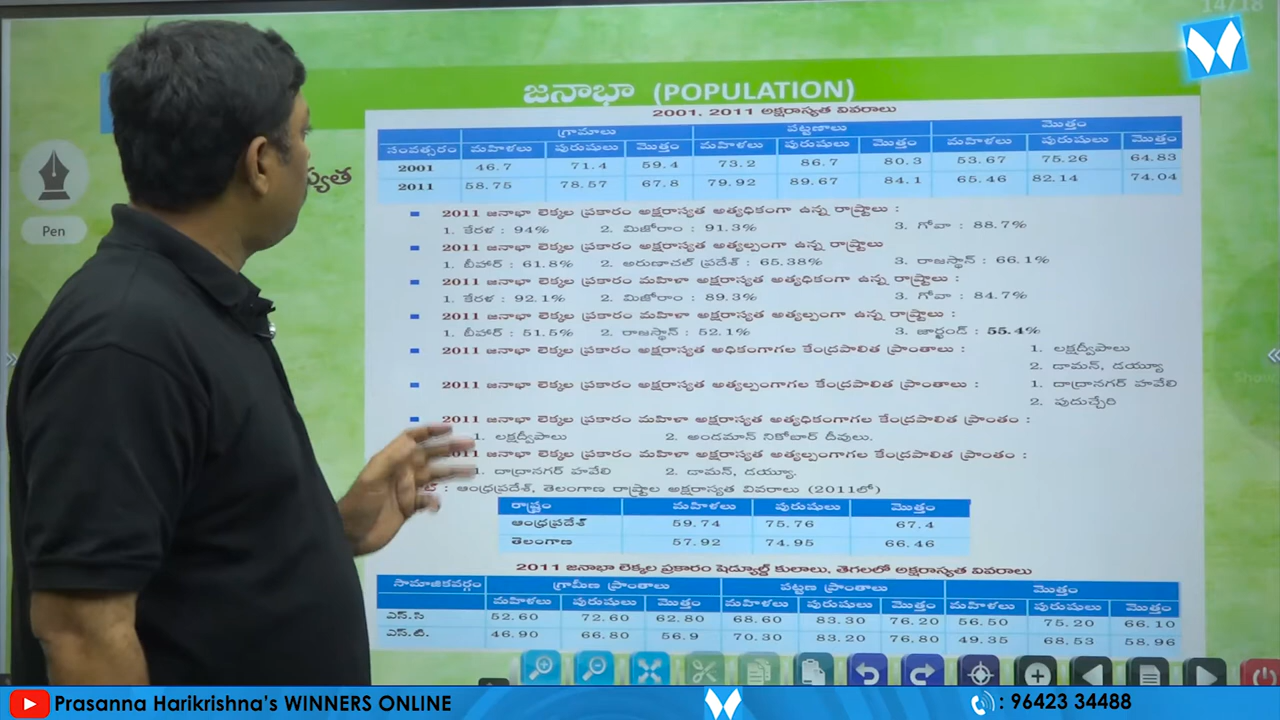 14/18
జనాభా (POPULATION)
2001, 2011 అక్షరాస్యత వివరాలు
గ్రామాలు పట్టణాలు మొత్తం
సంవత్సరం మహిళలు పురుషులు మొత్తం మహిళలు పురుషులు మొత్తం మహిళలు పురుషులు మొత్తం
2001 46.7 71.4 59.4 73.2 86.7 80.3 53.67 75.26 64.83
2011 58.75 78.57 67.8 79.92 89.67 84.1 65.46 82.14 74.04
Pen
2011 జనాభా లెక్కల ప్రకారం అక్షరాస్యత అత్యధికంగా ఉన్న రాష్ట్రాలు :
1. కేరళ : 94% 2. మిజోరాం : 91.3% 3. గోవా : 88.7%
2011 జనాభా లెక్కల ప్రకారం అక్షరాస్యత అత్యల్పంగా ఉన్న రాష్ట్రాలు
1. బీహార్ : 61.8% 2. అరుణాచల్ ప్రదేశ్ : 65.38% 3. రాజస్థాన్ : 66.1%
2011 జనాభా లెక్కల ప్రకారం మహిళా అక్షరాస్యత అత్యధికంగా ఉన్న రాష్ట్రాలు :
1. కేరళ : 92.1% 2. మిజోరాం : 89.3% 3. గోవా : 84.7%
2011 జనాభా లెక్కల ప్రకారం మహిళా అక్షరాస్యత అత్యల్పంగా ఉన్న రాష్ట్రాలు :
1. బీహార్ : 51.5% 2. రాజస్థాన్ : 52.1% 3. జార్ఖండ్ : 55.4%
2011 జనాభా లెక్కల ప్రకారం అక్షరాస్యత అధికంగాగల కేంద్రపాలిత ప్రాంతాలు : 1. లక్షద్వీపాలు
2. డామన్, డయ్యూ
2011 జనాభా లెక్కల ప్రకారం అక్షరాస్యత అత్యల్పంగాగల కేంద్రపాలిత ప్రాంతాలు : 1. దాద్రానగర్ హవేలి
2. పుదుచ్చేరి
2011 జనాభా లెక్కల ప్రకారం మహిళా అక్షరాస్యత అత్యధికంగాగల కేంద్రపాలిత ప్రాంతం :
1. లక్షద్వీపాలు 2. అండమాన్ నికోబార్ దీవులు.
2011 జనాభా లెక్కల ప్రకారం మహిళా అక్షరాస్యత అత్యల్పంగాగల కేంద్రపాలిత ప్రాంతం :
1. దాద్రానగర్ హవేలి 2. డామన్, డయ్యూ.
: ఆంధ్రప్రదేశ్, తెలంగాణ రాష్ట్రాల అక్షరాస్యత వివరాలు (2011లో)
రాష్ట్రం మహిళలు పురుషులు మొత్తం
ఆంధ్రప్రదేశ్ 59.74 75.76 67.4
తెలంగాణ 57.92 74.95 66.46
2011 జనాభా లెక్కల ప్రకారం షెడ్యూల్డ్ కులాలు, తెగలలో అక్షరాస్యత వివరాలు
సామాజికవర్గం గ్రామీణ ప్రాంతాలు పట్టణ ప్రాంతాలు మొత్తం
మహిళలు పురుషులు మొత్తం మహిళలు పురుషులు మొత్తం మహిళలు పురుషులు మొత్తం
ఎస్.సి 52.60 72.60 62.80 68.60 83.30 76.20 56.50 75.20 66.10
ఎస్.టి. 46.90 66.80 56.9 70.30 83.20 76.80 49.35 68.53 58.96
Prasanna Harikrishna's WINNERS ONLINE : 96423 34488